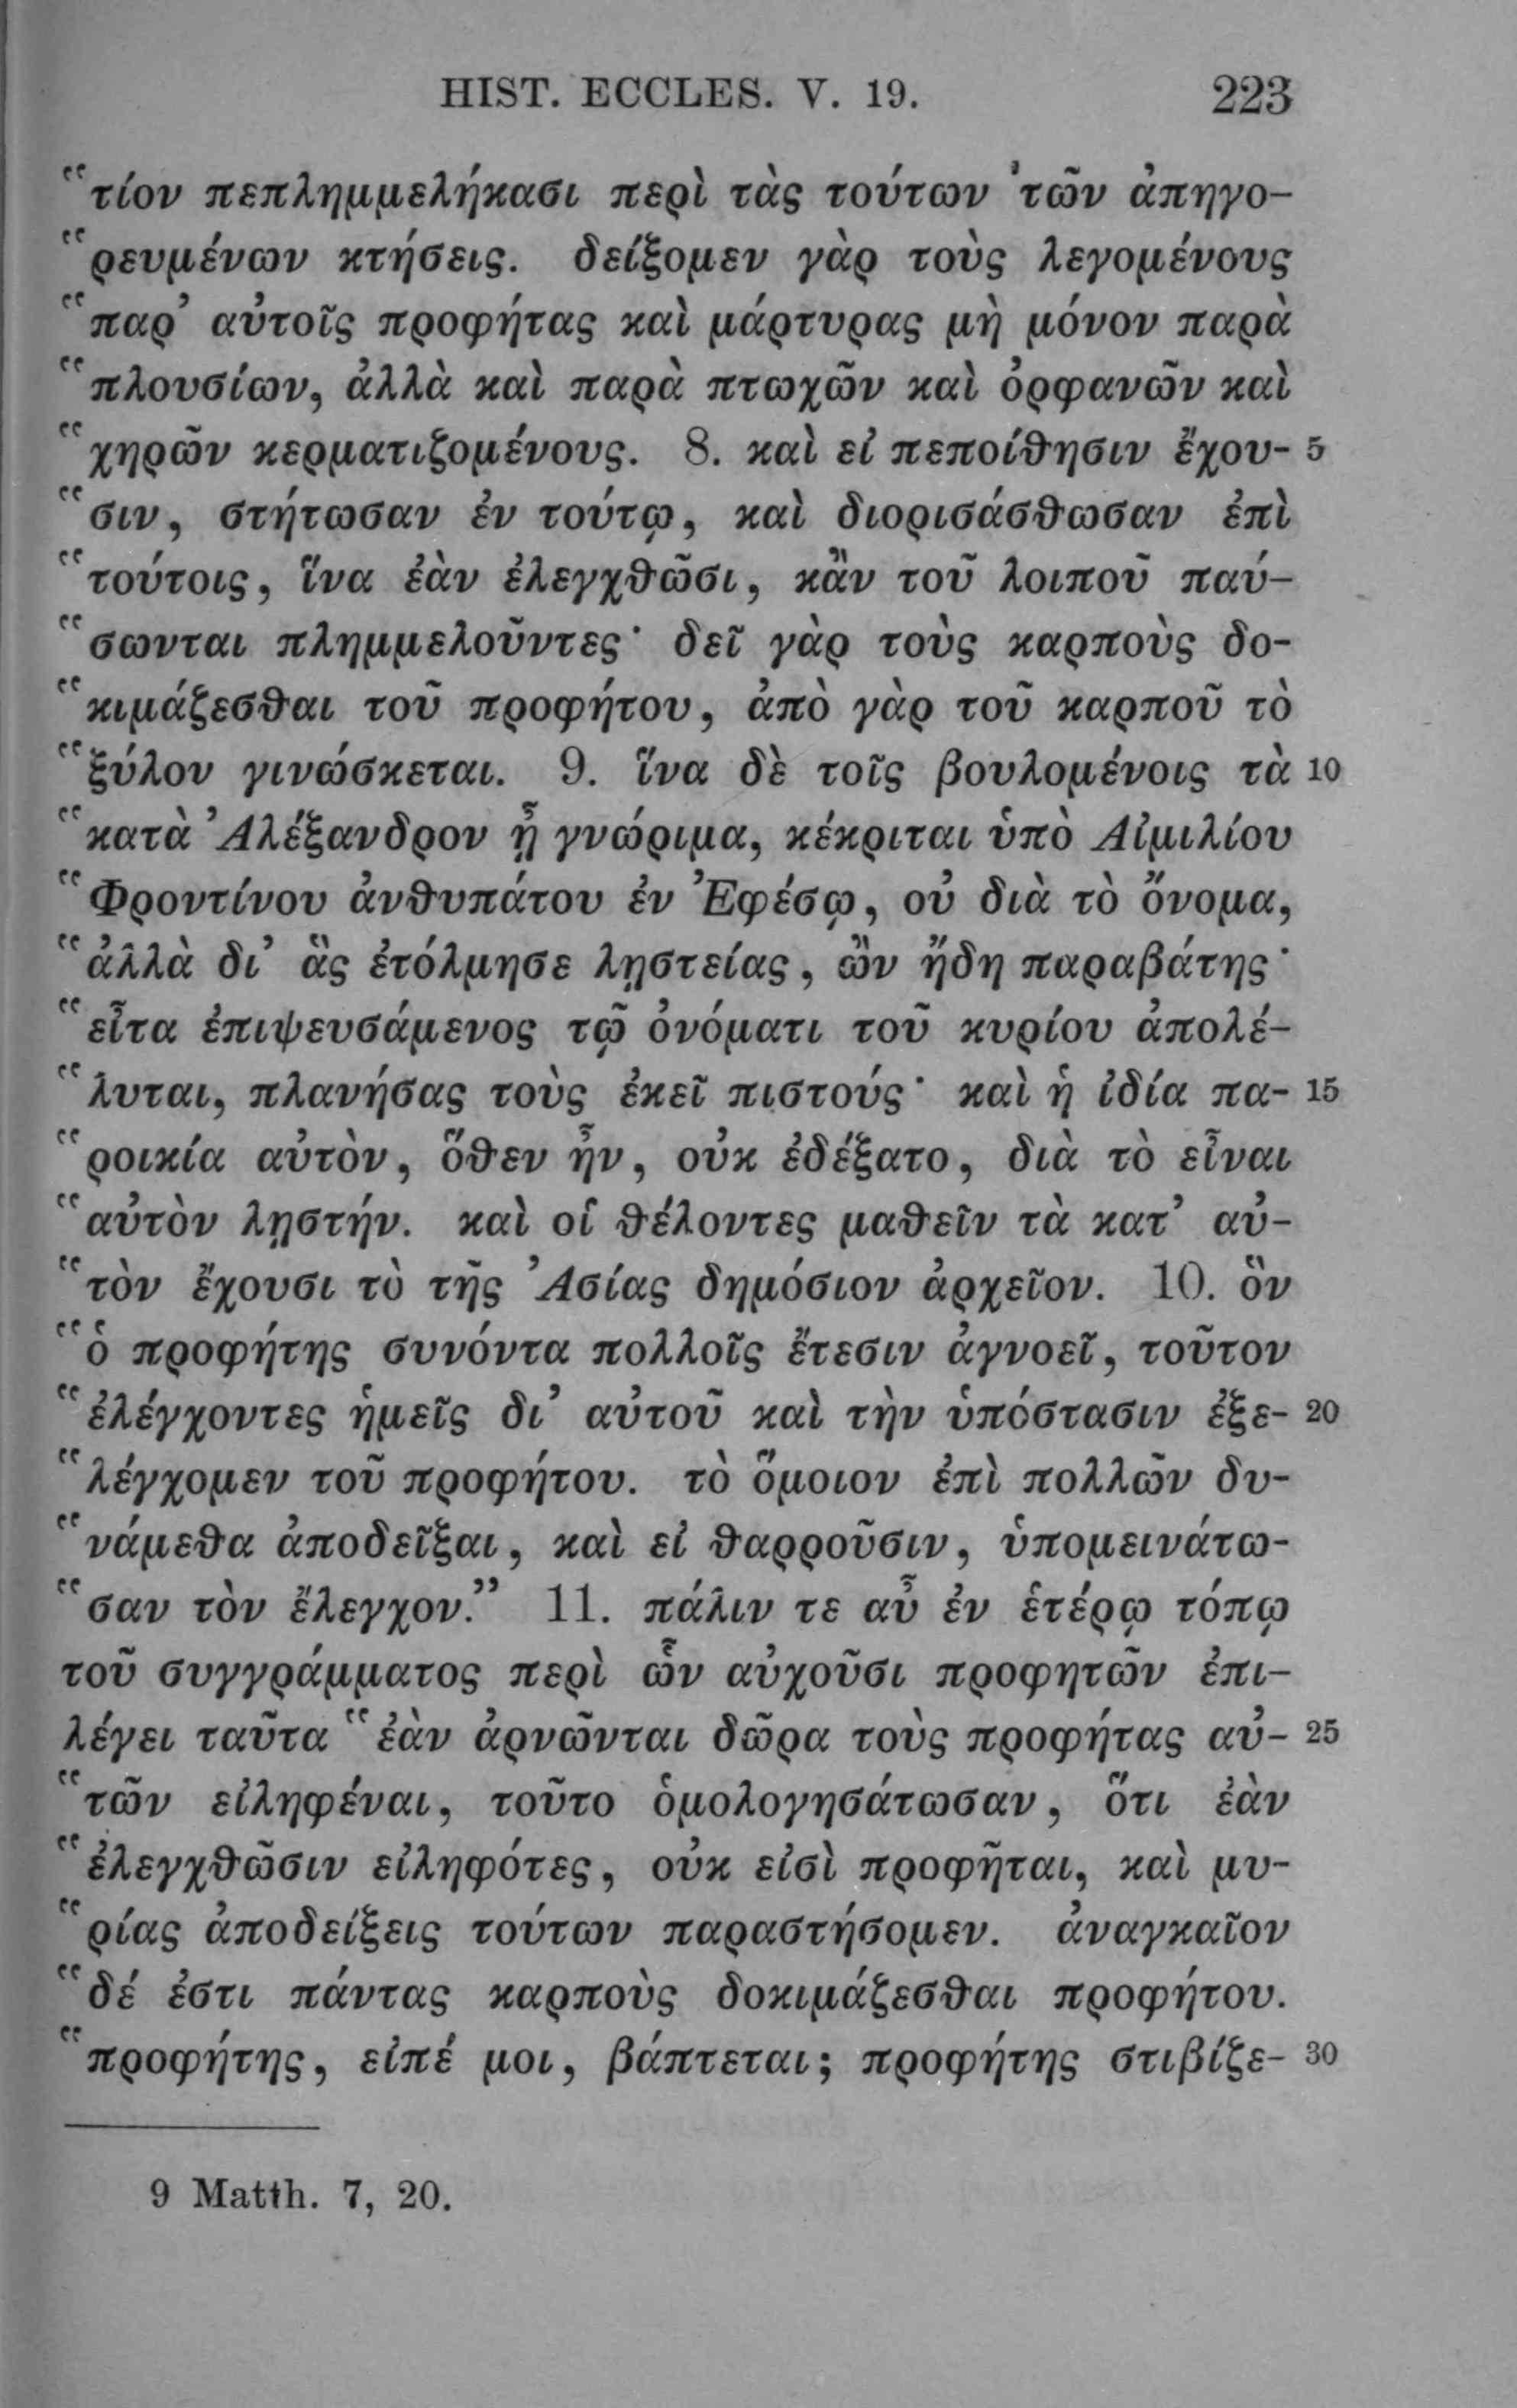 HIST. ECCLES. V. 19. 223
“τίον πεπλημμελήκασι περὶ τὰς τούτων τῶν ἀπηγο-
“ρευμένων κτήσεις. δείξομεν γὰρ τοὺς λεγομένους
“παρ’ αὐτοῖς προφήτας καὶ μάρτυρας μὴ μόνον παρὰ
“πλουσίων, ἀλλὰ καὶ παρὰ πτωχῶν καὶ ὀρφανῶν καὶ
“χηρῶν κερματιζομένους. 8. καὶ εἰ πεποίθησιν ἔχου- 5
“σιν, στήτωσαν ἐν τούτῳ, καὶ διορισάσθωσαν ἐπὶ
“τούτοις, ἵνα ἐὰν ἐλεγχθῶσι, κἂν τοῦ λοιποῦ παύ-
“σωνται πλημμελοῦντες· δεῖ γὰρ τοὺς καρποὺς δο-
“κιμάζεσθαι τοῦ προφήτου, ἀπὸ γὰρ τοῦ καρποῦ τὸ
“ξύλον γινώσκεται. 9. ἵνα δὲ τοῖς βουλομένοις τὰ 10
“κατὰ Ἀλέξανδρον ᾖ γνώριμα, κέκριται ὑπὸ Αἰμιλίου
“Φροντίνου ἀνθυπάτου ἐν Ἐφέσῳ, οὐ διὰ τὸ ὄνομα,
“ἀλλὰ δι’ ἃς ἐτόλμησε λῃστείας, ὢν ἤδη παραβάτης·
“εἶτα ἐπιψευσάμενος τῷ ὀνόματι τοῦ κυρίου ἀπολέ-
“λυται, πλανήσας τοὺς ἐκεῖ πιστούς· καὶ ἡ ἰδία πα- 15
“ροικία αὐτὸν, ὅθεν ἦν, οὐκ ἐδέξατο, διὰ τὸ εἶναι
“αὐτὸν λῃστήν. καὶ οἱ θέλοντες μαθεῖν τὰ κατ’ αὐ-
“τὸν ἔχουσι τὸ τῆς Ἀσίας δημόσιον ἀρχεῖον. 10. ὃν
“ὁ προφήτης συνόντα πολλοῖς ἔτεσιν ἀγνοεῖ, τοῦτον
“ἐλέγχοντες ἡμεῖς δι’ αὐτοῦ καὶ τὴν ὑπόστασιν ἐξε- 20
“λέγχομεν τοῦ προφήτου. τὸ ὅμοιον ἐπὶ πολλῶν δυ-
“νάμεθα ἀποδεῖξαι, καὶ εἰ θαρροῦσιν, ὑπομεινάτω-
“σαν τὸν ἔλεγχον.” 11. πάλιν τε αὖ ἐν ἑτέρῳ τόπῳ
τοῦ συγγράμματος περὶ ὧν αὐχοῦσι προφητῶν ἐπι-
λέγει ταῦτα “ἐὰν ἀρνῶνται δῶρα τοὺς προφήτας αὐ- 25
“τῶν εἰληφέναι, τοῦτο ὁμολογησάτωσαν, ὅτι ἐὰν
“ἐλεγχθῶσιν εἰληφότες, οὐκ εἰσὶ προφῆται, καὶ μυ-
“ρίας ἀποδείξεις τούτων παραστήσομεν. ἀναγκαῖον
“δέ ἐστι πάντας καρποὺς δοκιμάζεσθαι προφήτου.
“προφήτης, εἰπέ μοι, βάπτεται; προφήτης στιβίζε- 30
9 Matth. 7, 20.